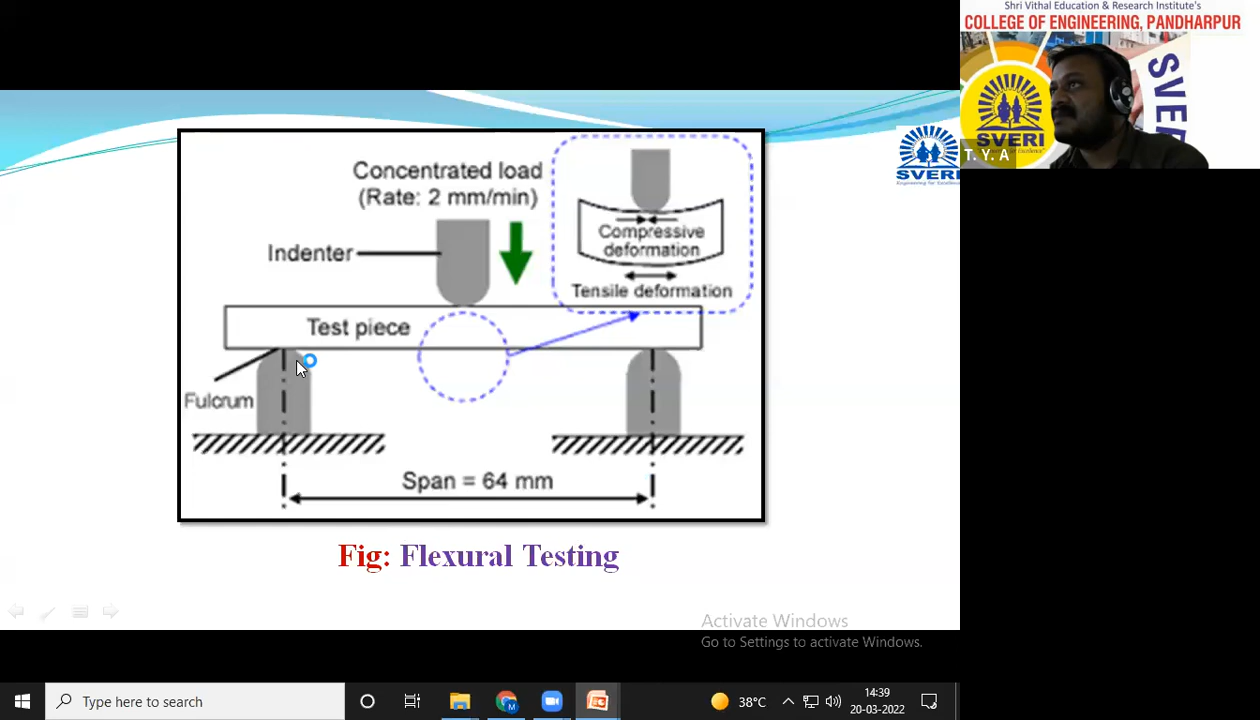 Shri Vithal Education & Research Institute's
COLLEGE OF ENGINEERING, PANDHARPUR
SVERI
SVERI
T. Y. A
SVERI
Concentrated load
(Rate: 2 mm/min)
Indenter
Compressive
deformation
Tensile deformation
Test piece
Fulcrum
Span = 64 mm
Fig: Flexural Testing
Activate Windows
Go to Settings to activate Windows.
Type here to search
38°C
14:39
20-03-2022